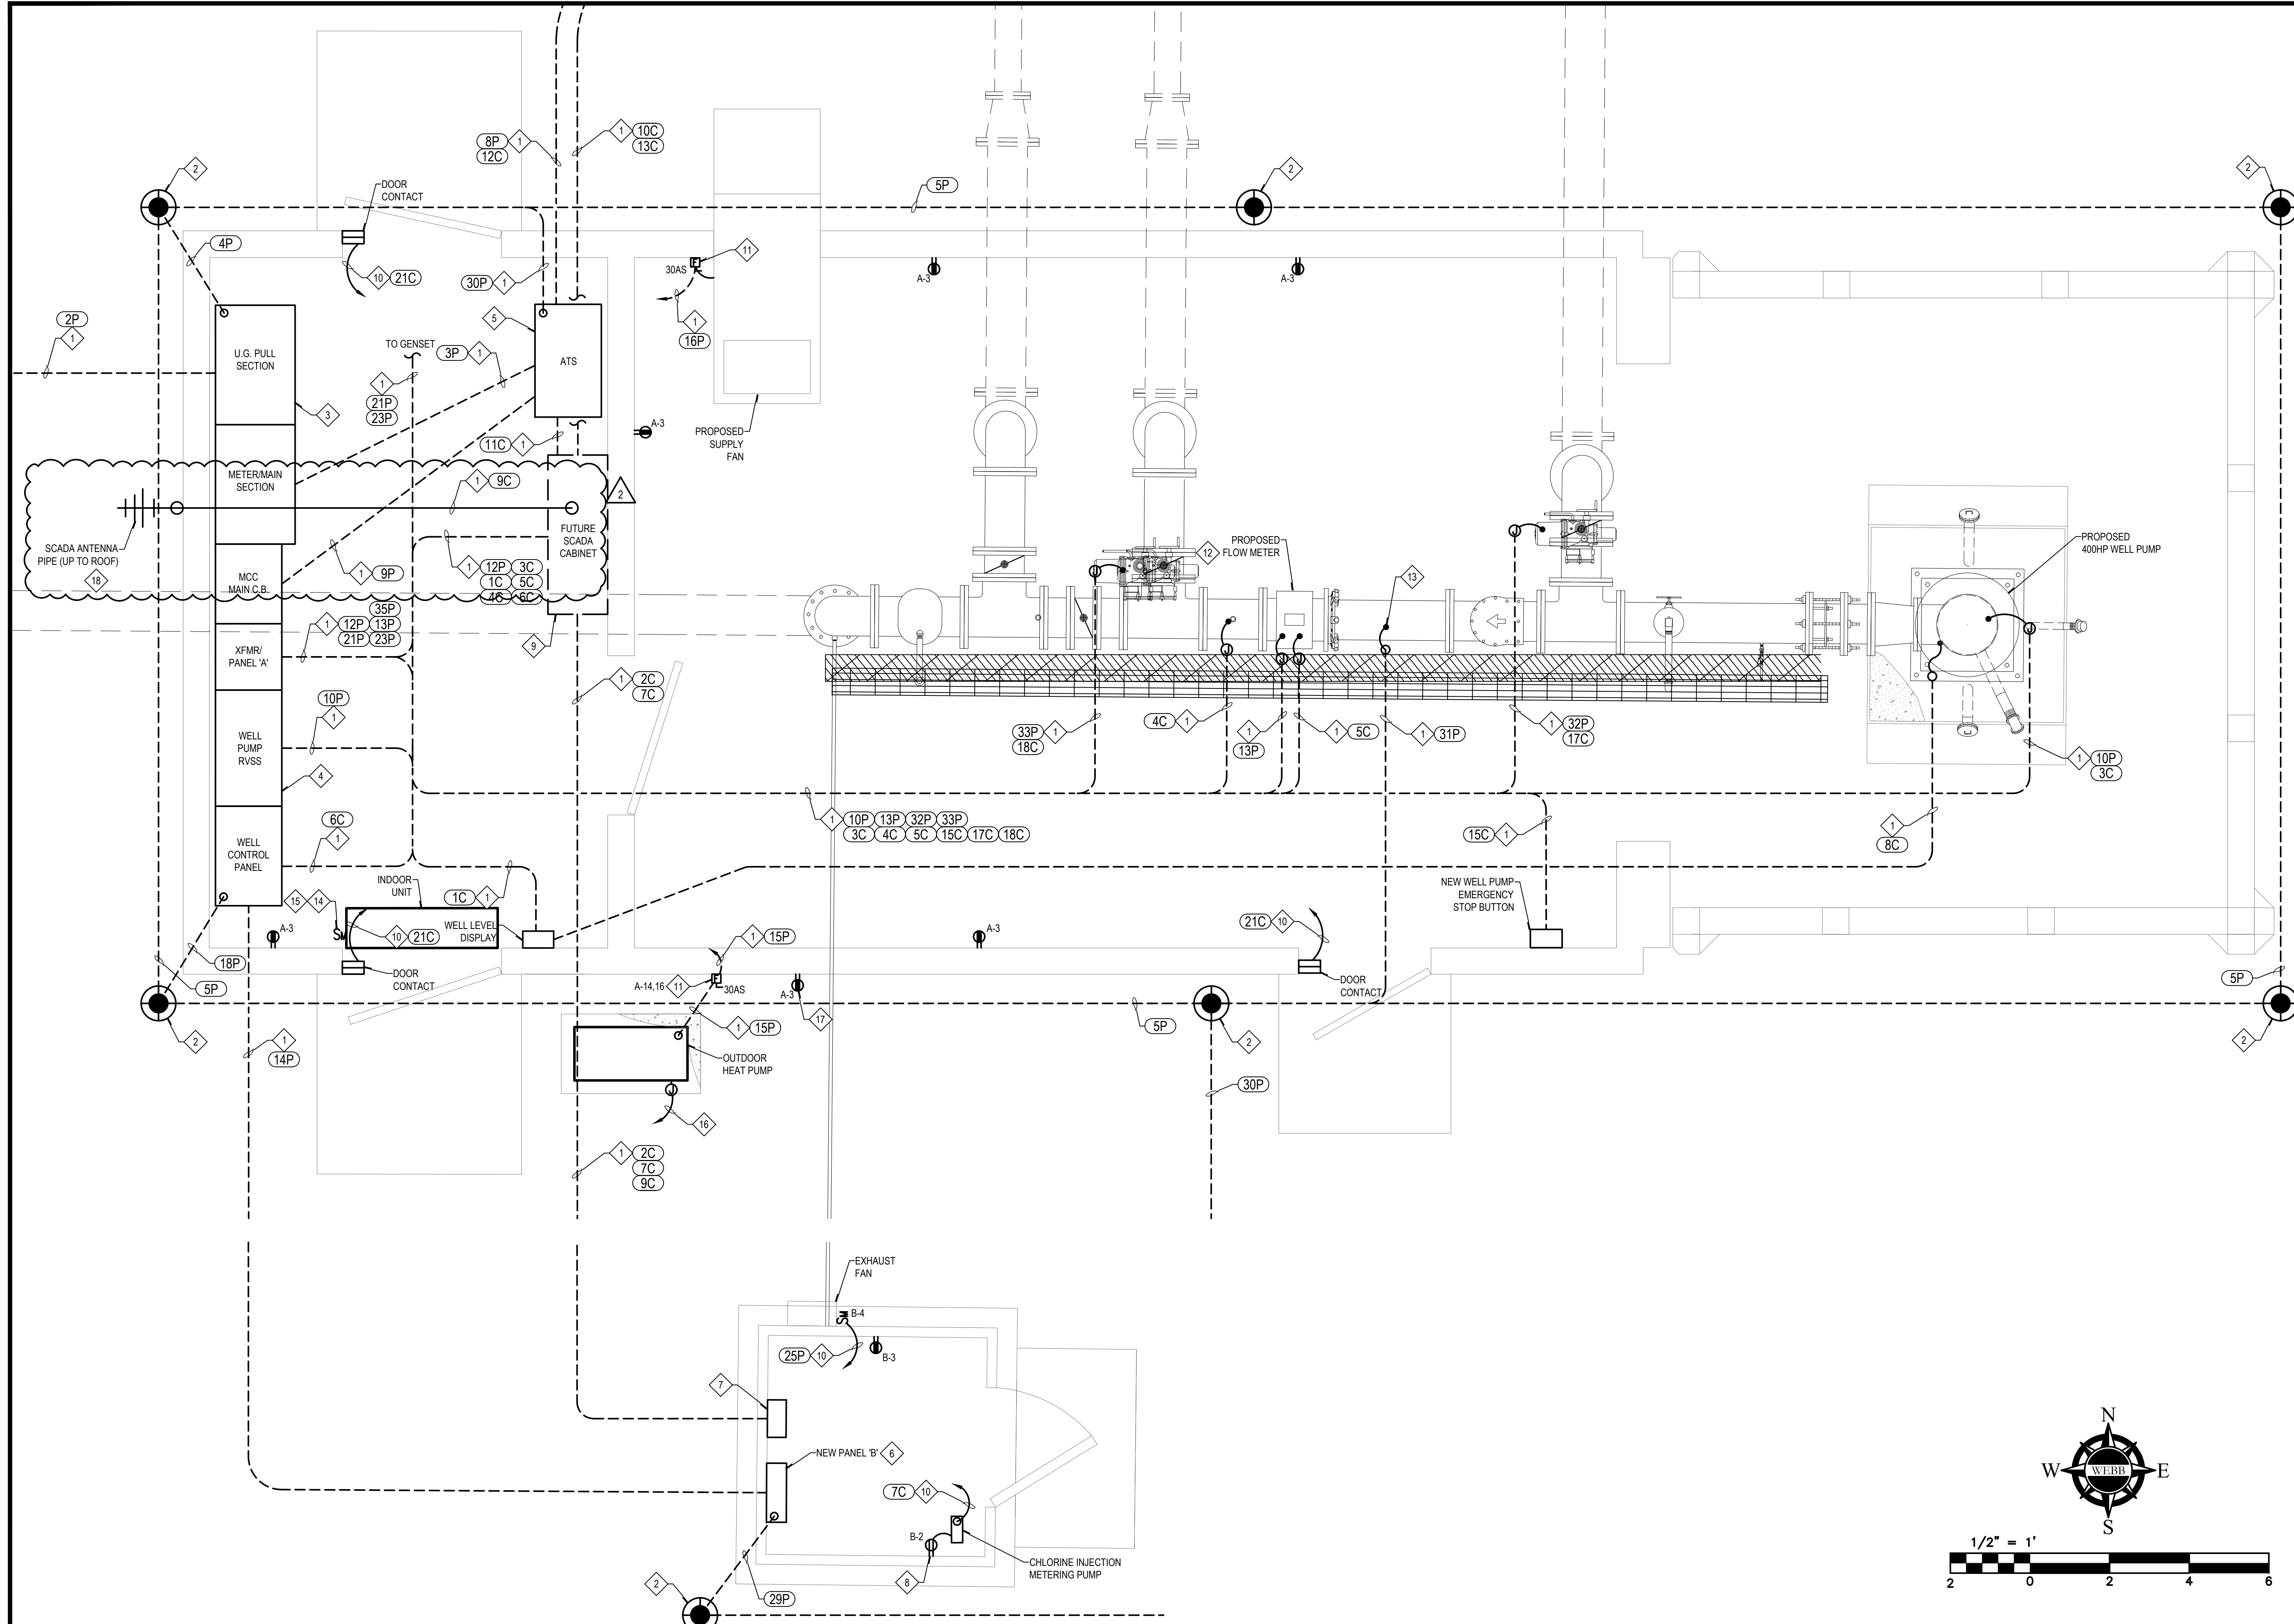 8P 1
12C
1 10C
13C
2
DOOR
CONTACT
5P
2
2
4P
10 21C
30P 1
30AS
F
11
A-3
A-3
1
16P
2P
1
U.G. PULL
SECTION
TO GENSET
3P 1
5
ATS
1
21P
23P
3
11C 1
A-3
PROPOSED
SUPPLY
FAN
METER/MAIN
SECTION
1 9C
2
SCADA ANTENNA
PIPE (UP TO ROOF)
18
FUTURE
SCADA
CABINET
1 9P
1 12P 3C
1C 5C
4C 6C
MCC
MAIN C.B.
35P
1 12P 13P
21P 23P
9
XFMR/
PANEL 'A'
12
PROPOSED
FLOW METER
13
PROPOSED
400HP WELL PUMP
1 2C
7C
10P
1
WELL
PUMP
RVSS
4
33P 1
18C
4C 1
1
13P
1 5C
1 31P
1 32P
17C
1 10P
3C
6C
1
1 10P 13P 32P 33P
3C 4C 5C 15C 17C 18C
15C 1
1
8C
WELL
CONTROL
PANEL
INDOOR
UNIT
1C 1
15 14
SM
WELL LEVEL
DISPLAY
A-3
10 21C
NEW WELL PUMP
EMERGENCY
STOP BUTTON
21C 10
A-3
1 15P
18P
5P
DOOR
CONTACT
A-14,16 11
F
30AS
A-3
17
DOOR
CONTACT
5P
2
1
14P
1 15P
5P
2
2
OUTDOOR
HEAT PUMP
30P
16
1 2C
7C
9C
EXHAUST
FAN
SM B-4
25P 10
B-3
7
NEW PANEL 'B' 6
7C 10
B-2
CHLORINE INJECTION
METERING PUMP
8
2
29P
N
W WEBB E
S
1/2" = 1'
2 0 2 4 6